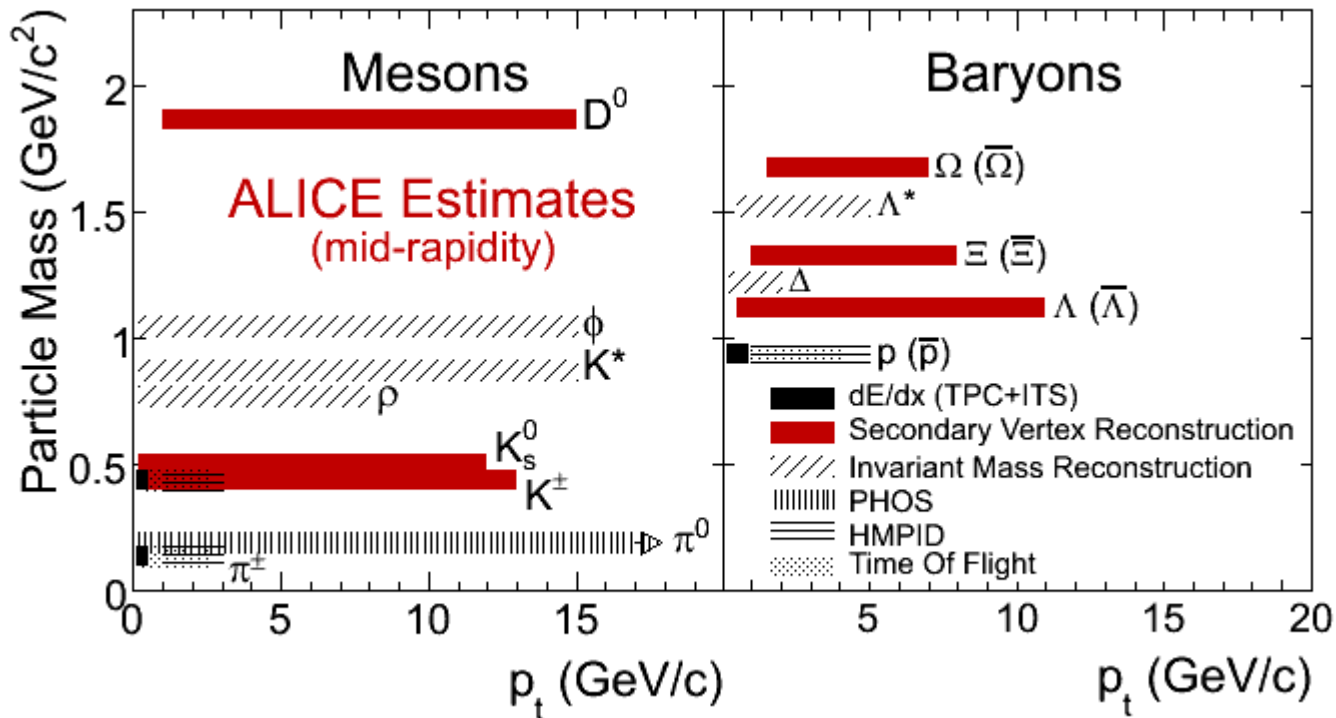 Particle Mass (GeV/c²)
2
1.5
1
0.5
0
Mesons
D⁰
ALICE Estimates
(mid-rapidity)
ϕ
K*
ρ
K⁰ₛ
K±
π⁰
π±
0 5 10 15
pₜ (GeV/c)
Baryons
Ω (Ω̅)
Λ*
Ξ (Ξ̅)
Δ
Λ (Λ̅)
p (p̅)
dE/dx (TPC+ITS)
Secondary Vertex Reconstruction
Invariant Mass Reconstruction
PHOS
HMPID
Time Of Flight
5 10 15 20
pₜ (GeV/c)